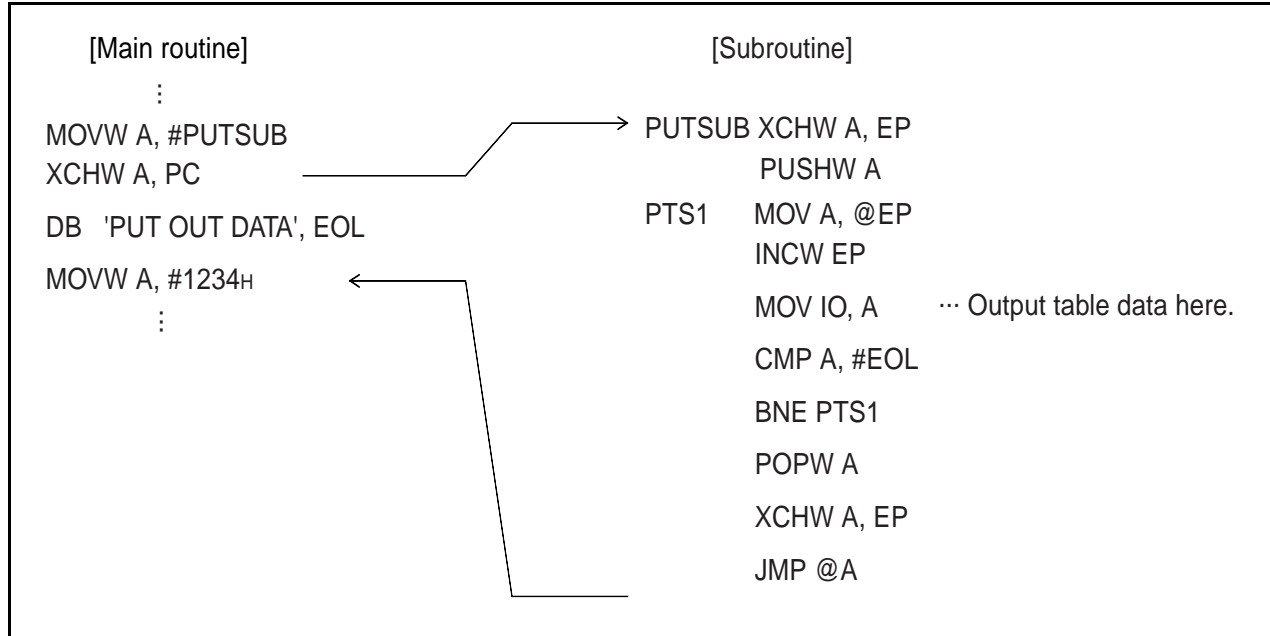 [Main routine]
⋮
MOVW A, #PUTSUB
XCHW A, PC
DB 'PUT OUT DATA', EOL
MOVW A, #1234H
⋮
[Subroutine]
PUTSUB XCHW A, EP
PUSHW A
PTS1 MOV A, @EP
INCW EP
MOV IO, A ··· Output table data here.
CMP A, #EOL
BNE PTS1
POPW A
XCHW A, EP
JMP @A